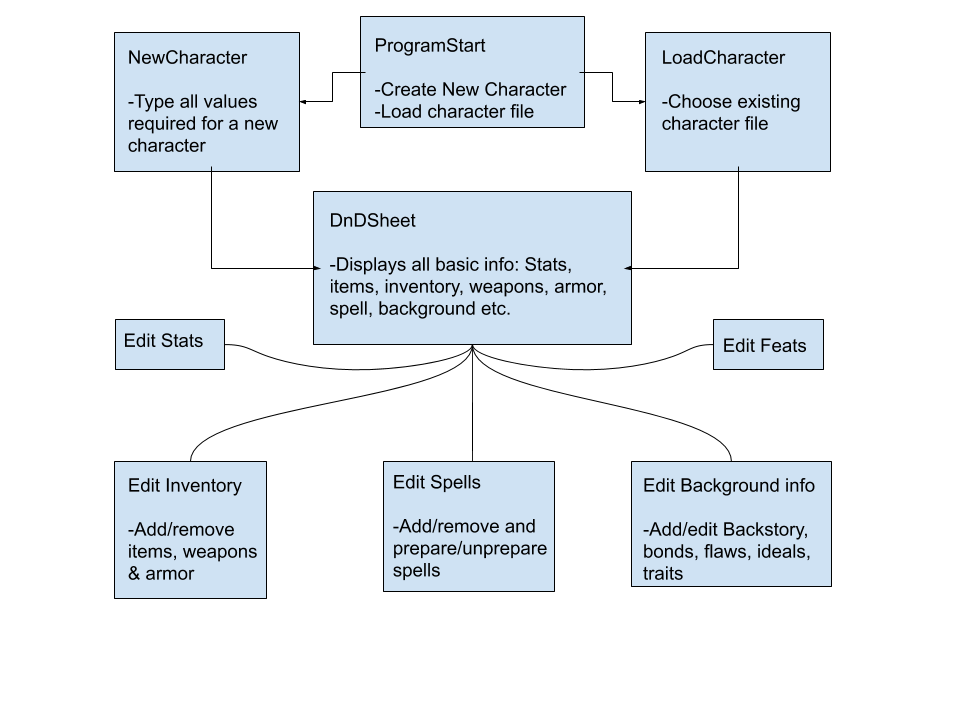 NewCharacter
-Type all values
required for a new
character
ProgramStart
-Create New Character
-Load character file
LoadCharacter
-Choose existing
character file
DnDSheet
-Displays all basic info: Stats,
items, inventory, weapons, armor,
spell, background etc.
Edit Stats
Edit Feats
Edit Inventory
-Add/remove
items, weapons
& armor
Edit Spells
-Add/remove and
prepare/unprepare
spells
Edit Background info
-Add/edit Backstory,
bonds, flaws, ideals,
traits